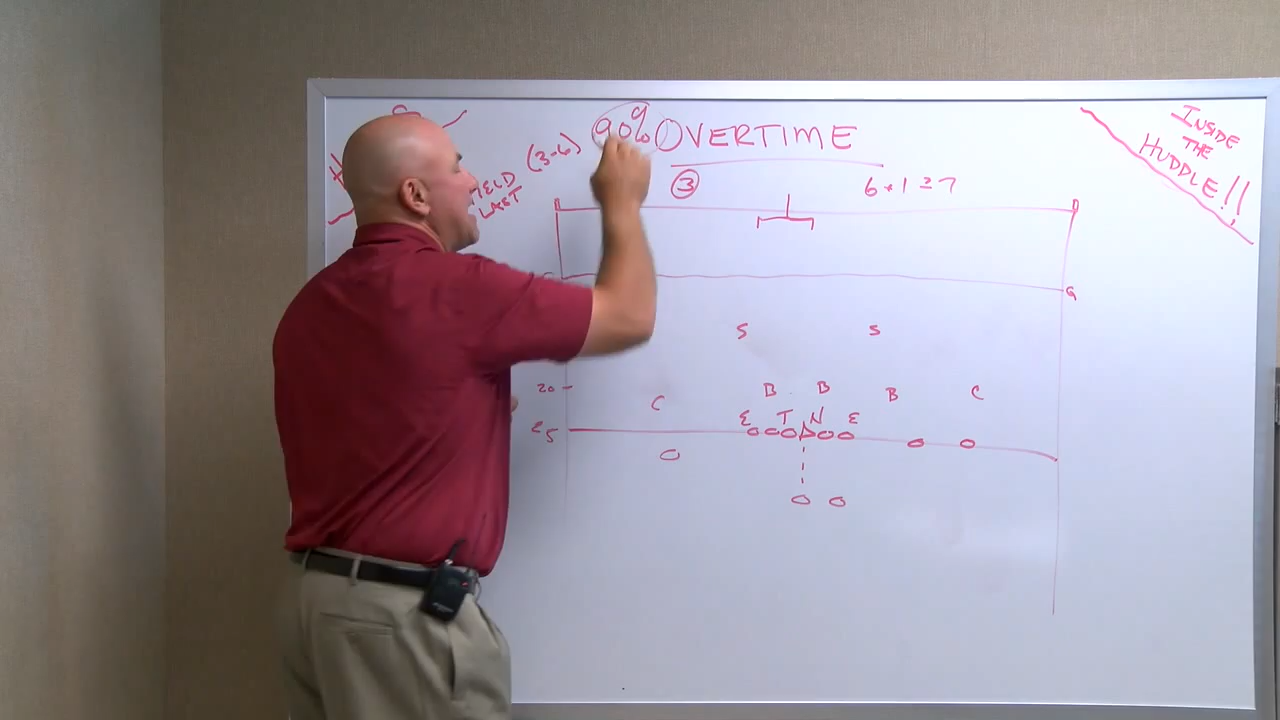 90% OVERTIME
(3-6)
LAST
3
6 + 1 = 7
INSIDE
THE
HUDDLE!!
G
S S
20
B B B
C C
E T N E
25